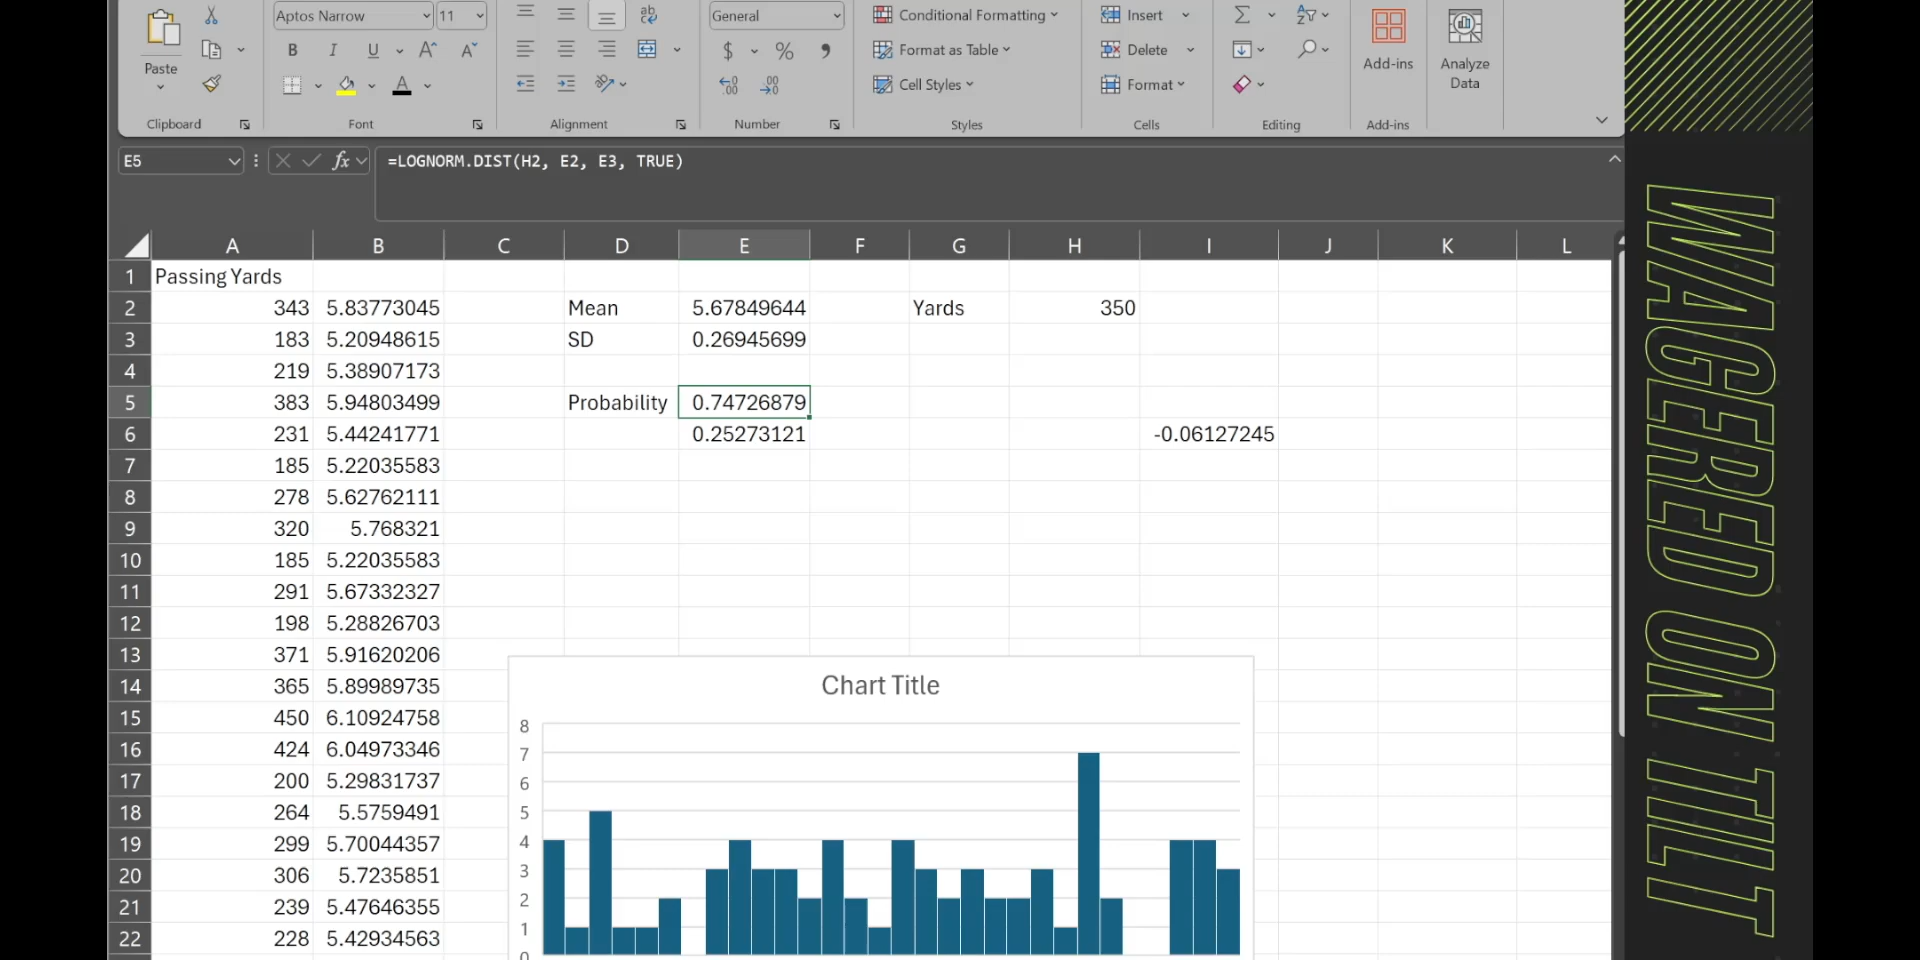 Aptos Narrow 11 General Conditional Formatting Insert
Paste B I U A A $ % Format as Table Delete Add-ins Analyze Data
A Cell Styles Format
Clipboard Font Alignment Number Styles Cells Editing Add-ins
E5 fx =LOGNORM.DIST(H2, E2, E3, TRUE)
A B C D E F G H I J K L
1 Passing Yards
2 343 5.83773045 Mean 5.67849644 Yards 350
3 183 5.20948615 SD 0.26945699
4 219 5.38907173
5 383 5.94803499 Probability 0.74726879
6 231 5.44241771 0.25273121 -0.06127245
7 185 5.22035583
8 278 5.62762111
9 320 5.768321
10 185 5.22035583
11 291 5.67332327
12 198 5.28826703
13 371 5.91620206
14 365 5.89989735
15 450 6.10924758
16 424 6.04973346
17 200 5.29831737
18 264 5.5759491
19 299 5.70044357
20 306 5.7235851
21 239 5.47646355
22 228 5.42934563
Chart Title
8
7
6
5
4
3
2
1
0
WAGERED ON TILT